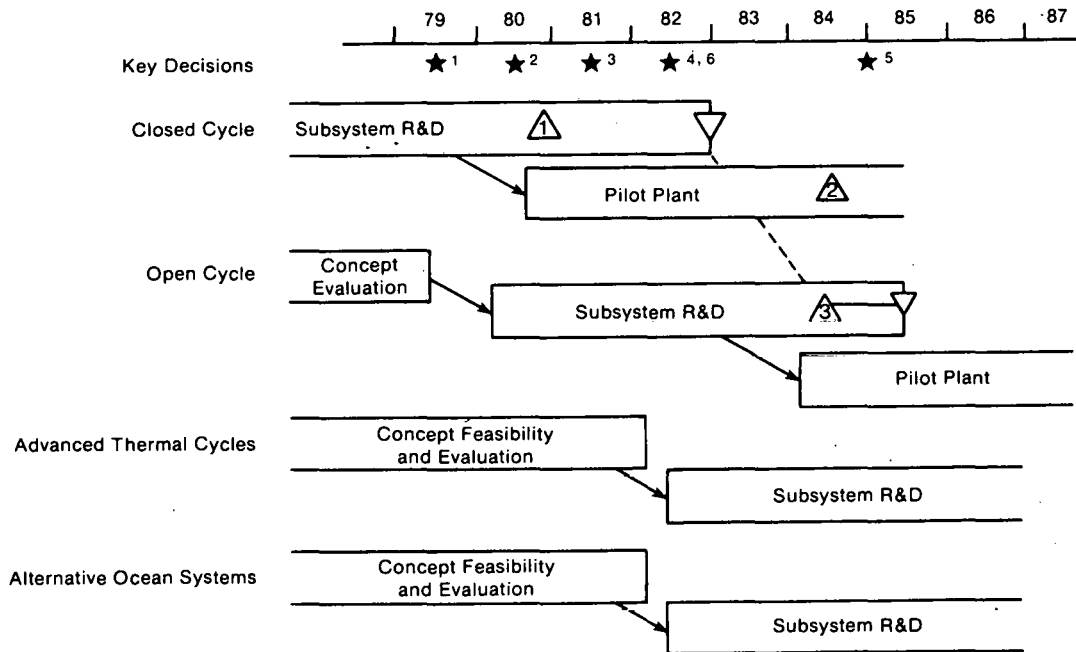 79 80 81 82 83 84 85 86 87
Key Decisions ★1 ★2 ★3 ★4, 6 ★5
Closed Cycle
Subsystem R&D 1
Pilot Plant 2
Open Cycle
Concept
Evaluation
Subsystem R&D 3
Pilot Plant
Advanced Thermal Cycles
Concept Feasibility
and Evaluation
Subsystem R&D
Alternative Ocean Systems
Concept Feasibility
and Evaluation
Subsystem R&D